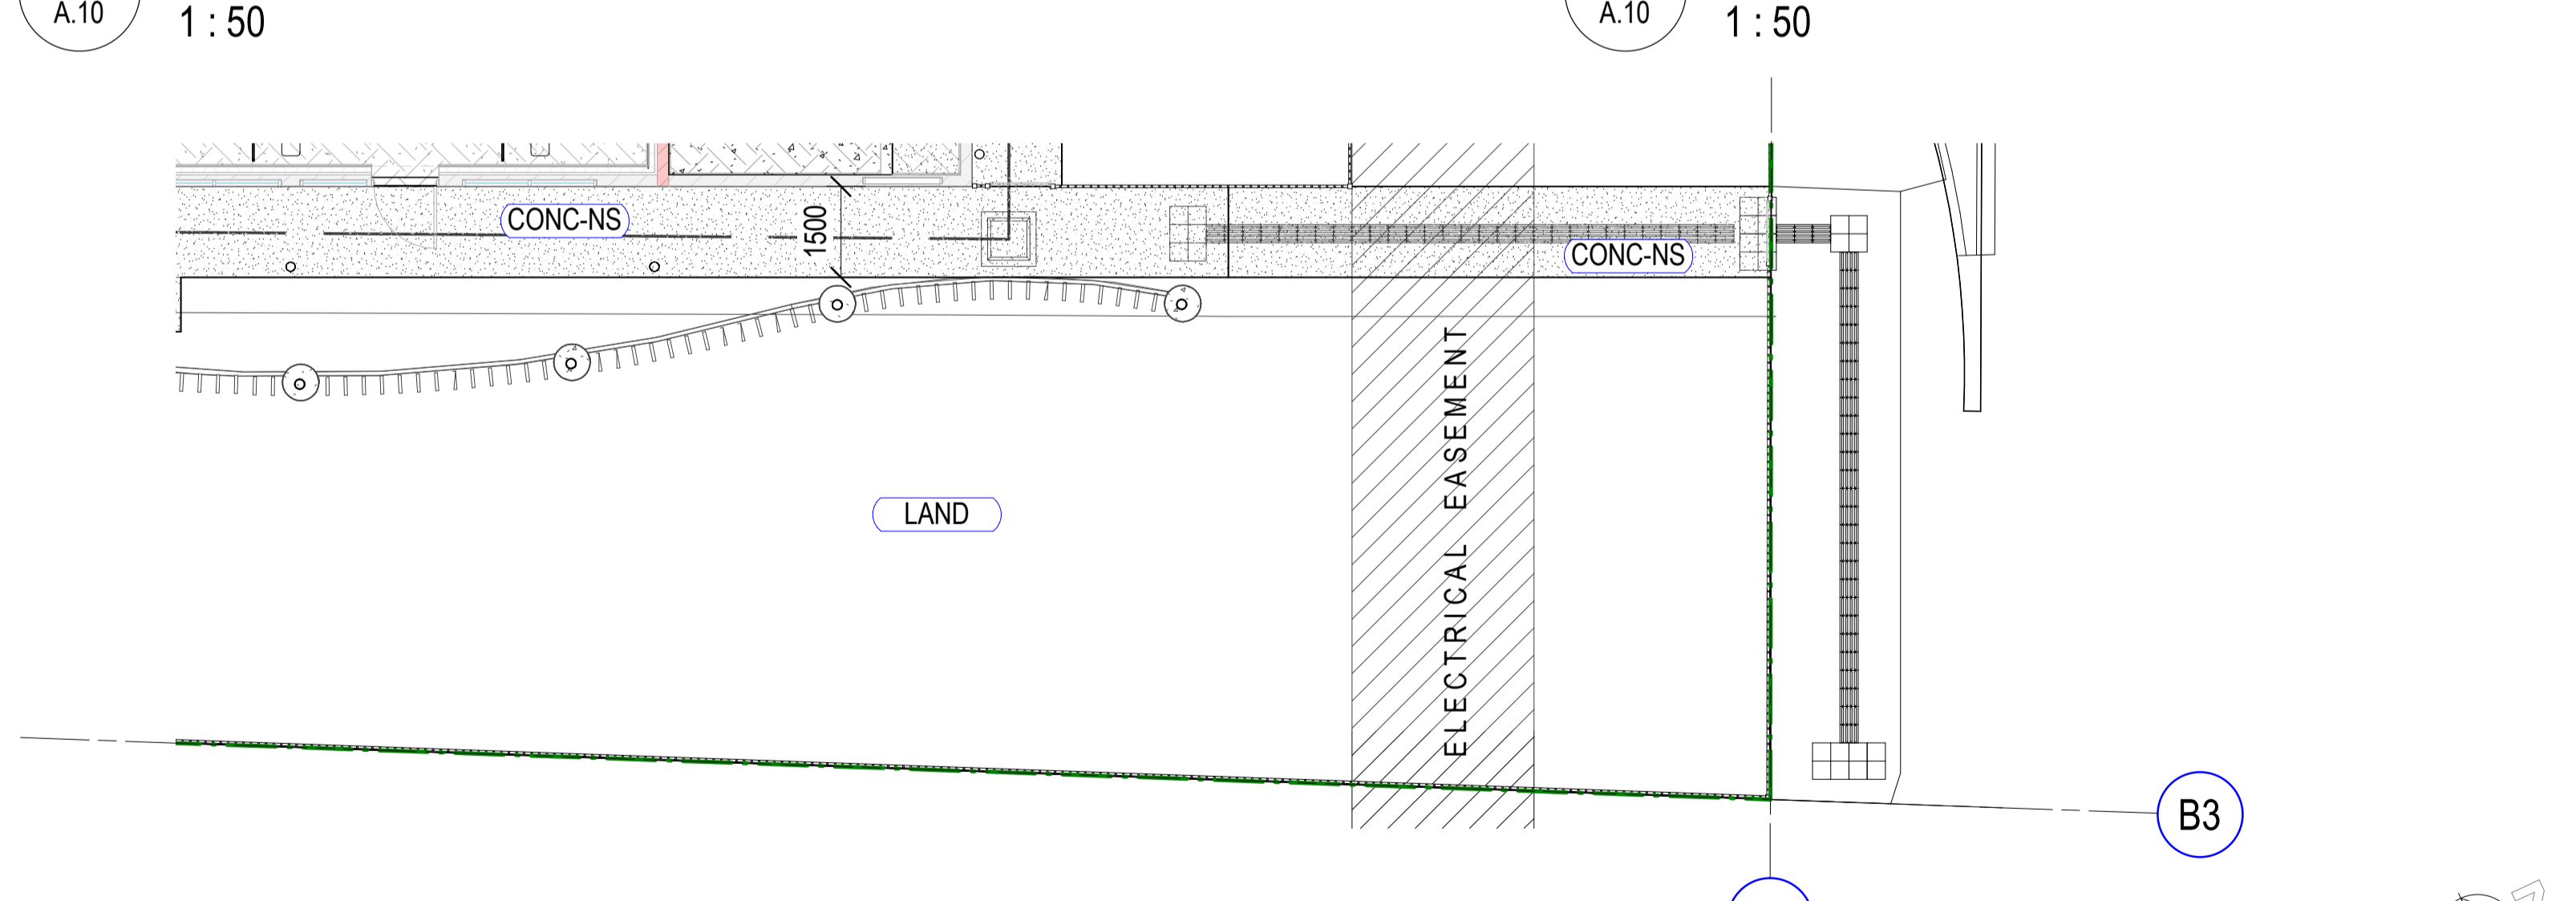 A.10
1 : 50
A.10
1 : 50
CONC-NS
1500
CONC-NS
ELECTRICAL EASEMENT
LAND
B3